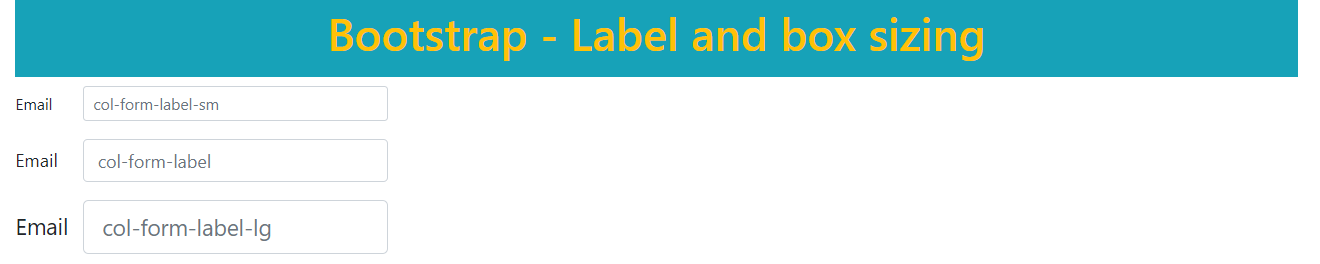 Bootstrap - Label and box sizing
Email col-form-label-sm
Email col-form-label
Email col-form-label-lg